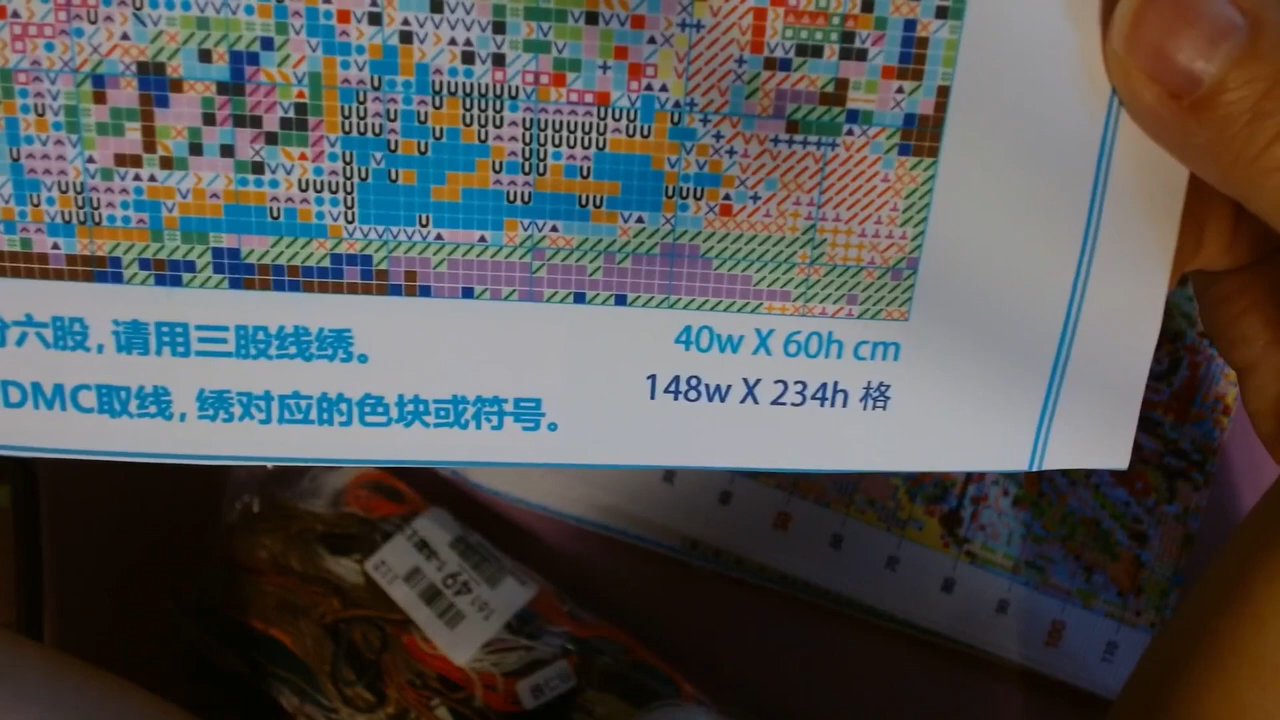 分六股,请用三股线绣。
DMC取线,绣对应的色块或符号。
40w X 60h cm
148w X 234h 格
49